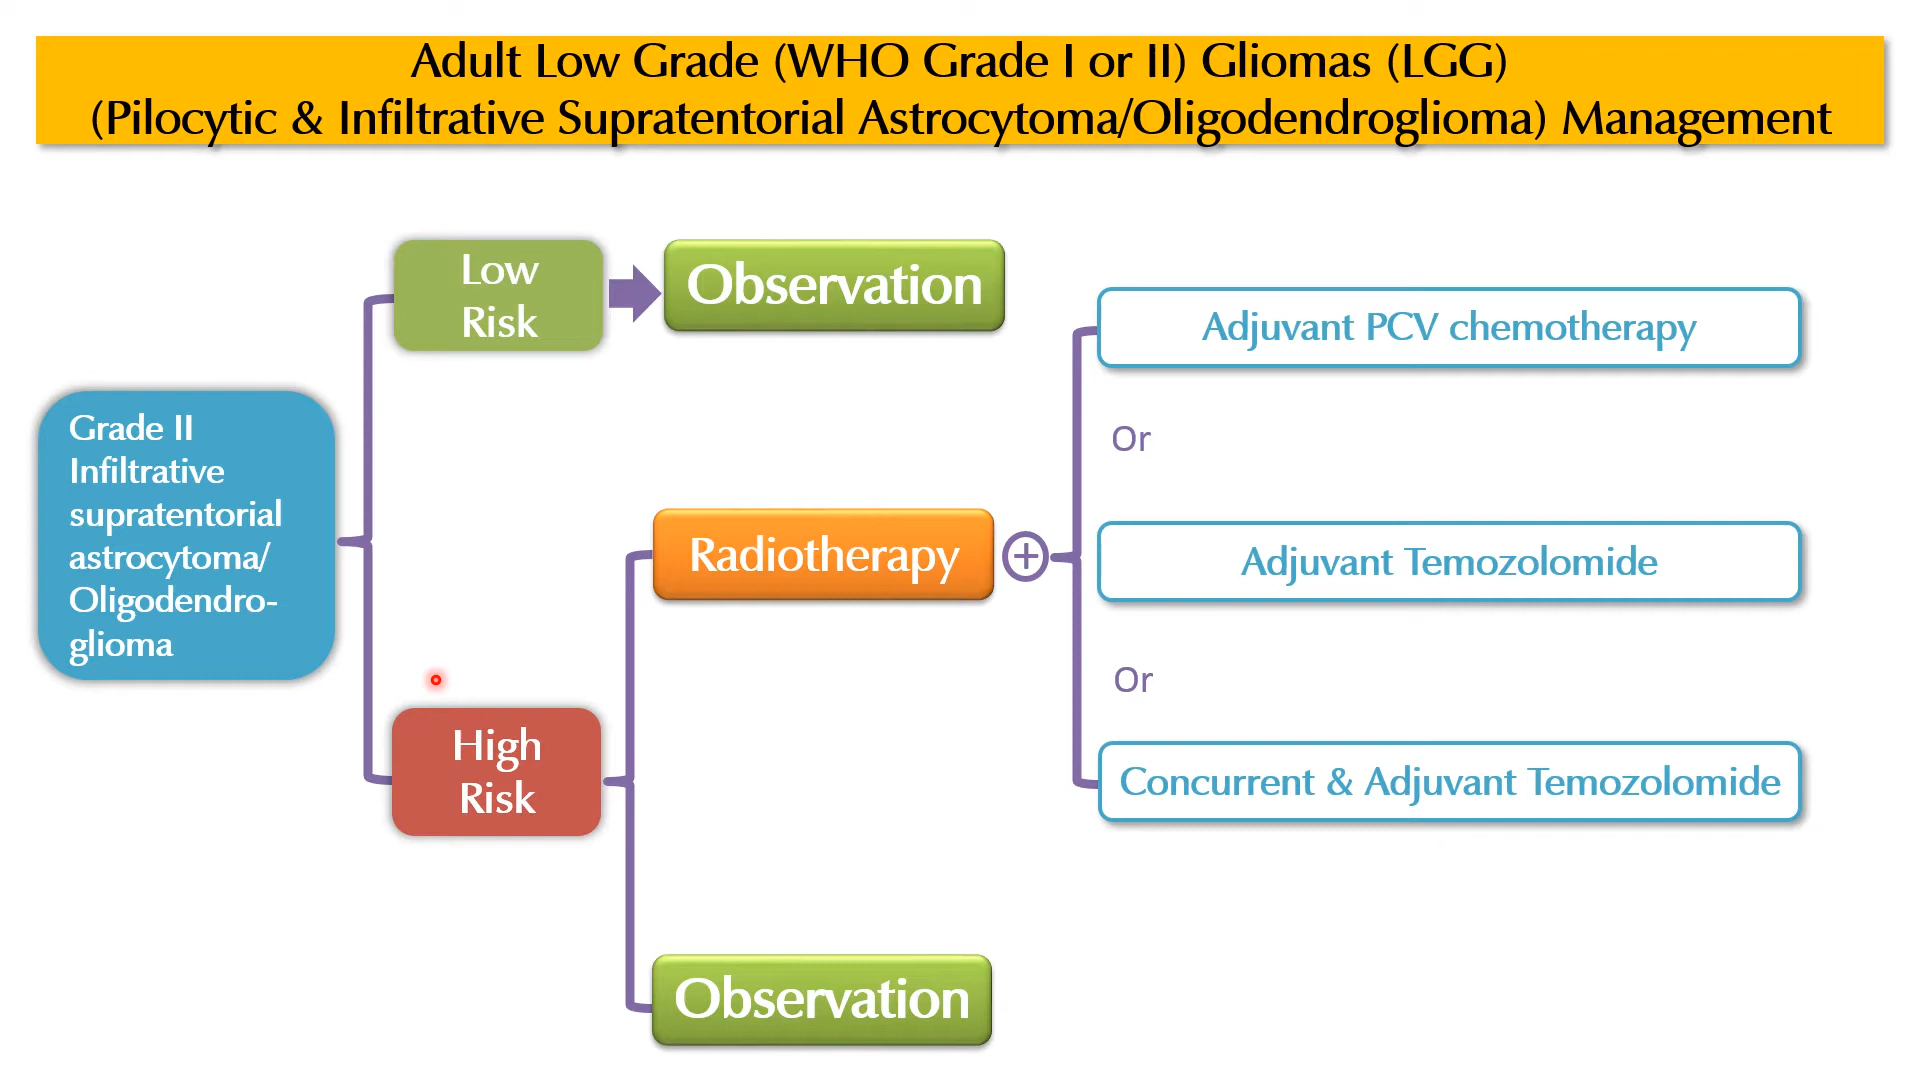 Adult Low Grade (WHO Grade I or II) Gliomas (LGG)
(Pilocytic & Infiltrative Supratentorial Astrocytoma/Oligodendroglioma) Management
Low
Risk
Observation
Grade II
Infiltrative
supratentorial
astrocytoma/
Oligodendro-
glioma
High
Risk
Radiotherapy
+
Observation
Adjuvant PCV chemotherapy
Or
Adjuvant Temozolomide
Or
Concurrent & Adjuvant Temozolomide